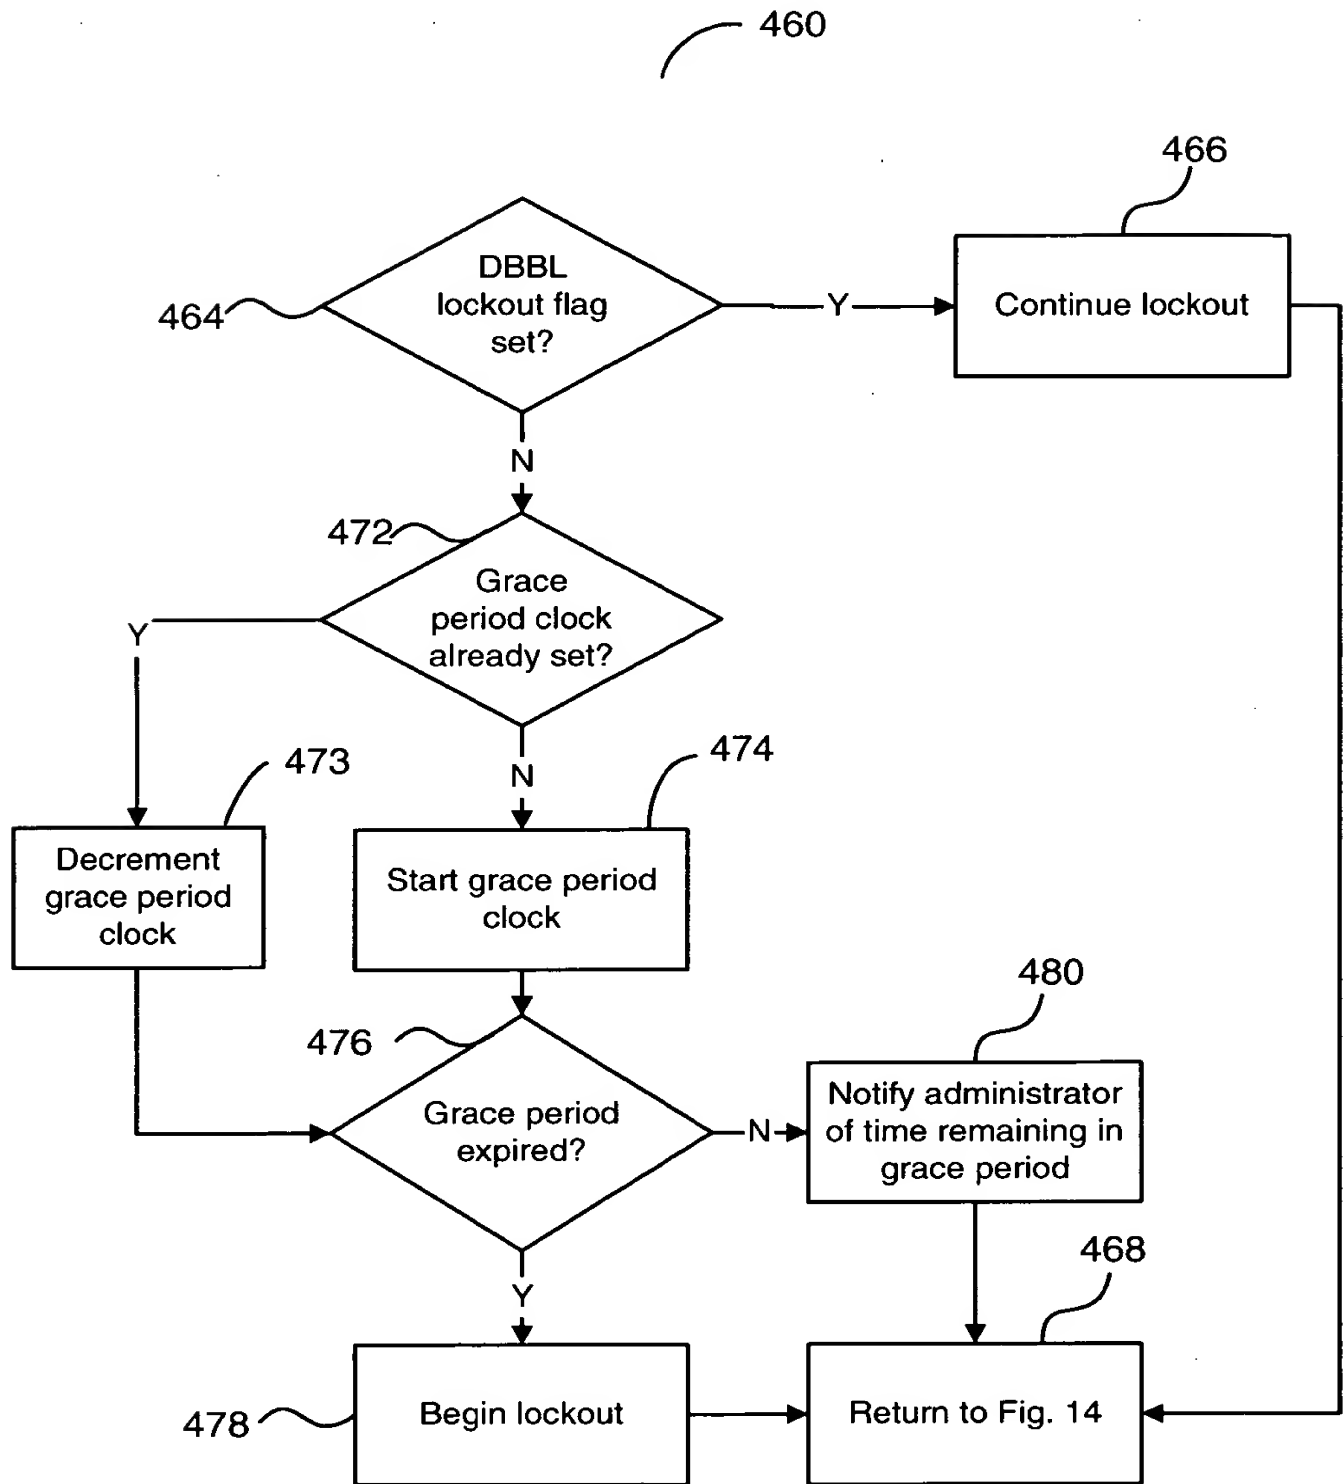 460
466
DBBL
lockout flag
set?
464
Y
Continue lockout
N
472
Grace
period clock
already set?
Y
N
473
474
Decrement
grace period
clock
Start grace period
clock
476
480
Grace period
expired?
N
Notify administrator
of time remaining in
grace period
Y
468
478
Begin lockout
Return to Fig. 14